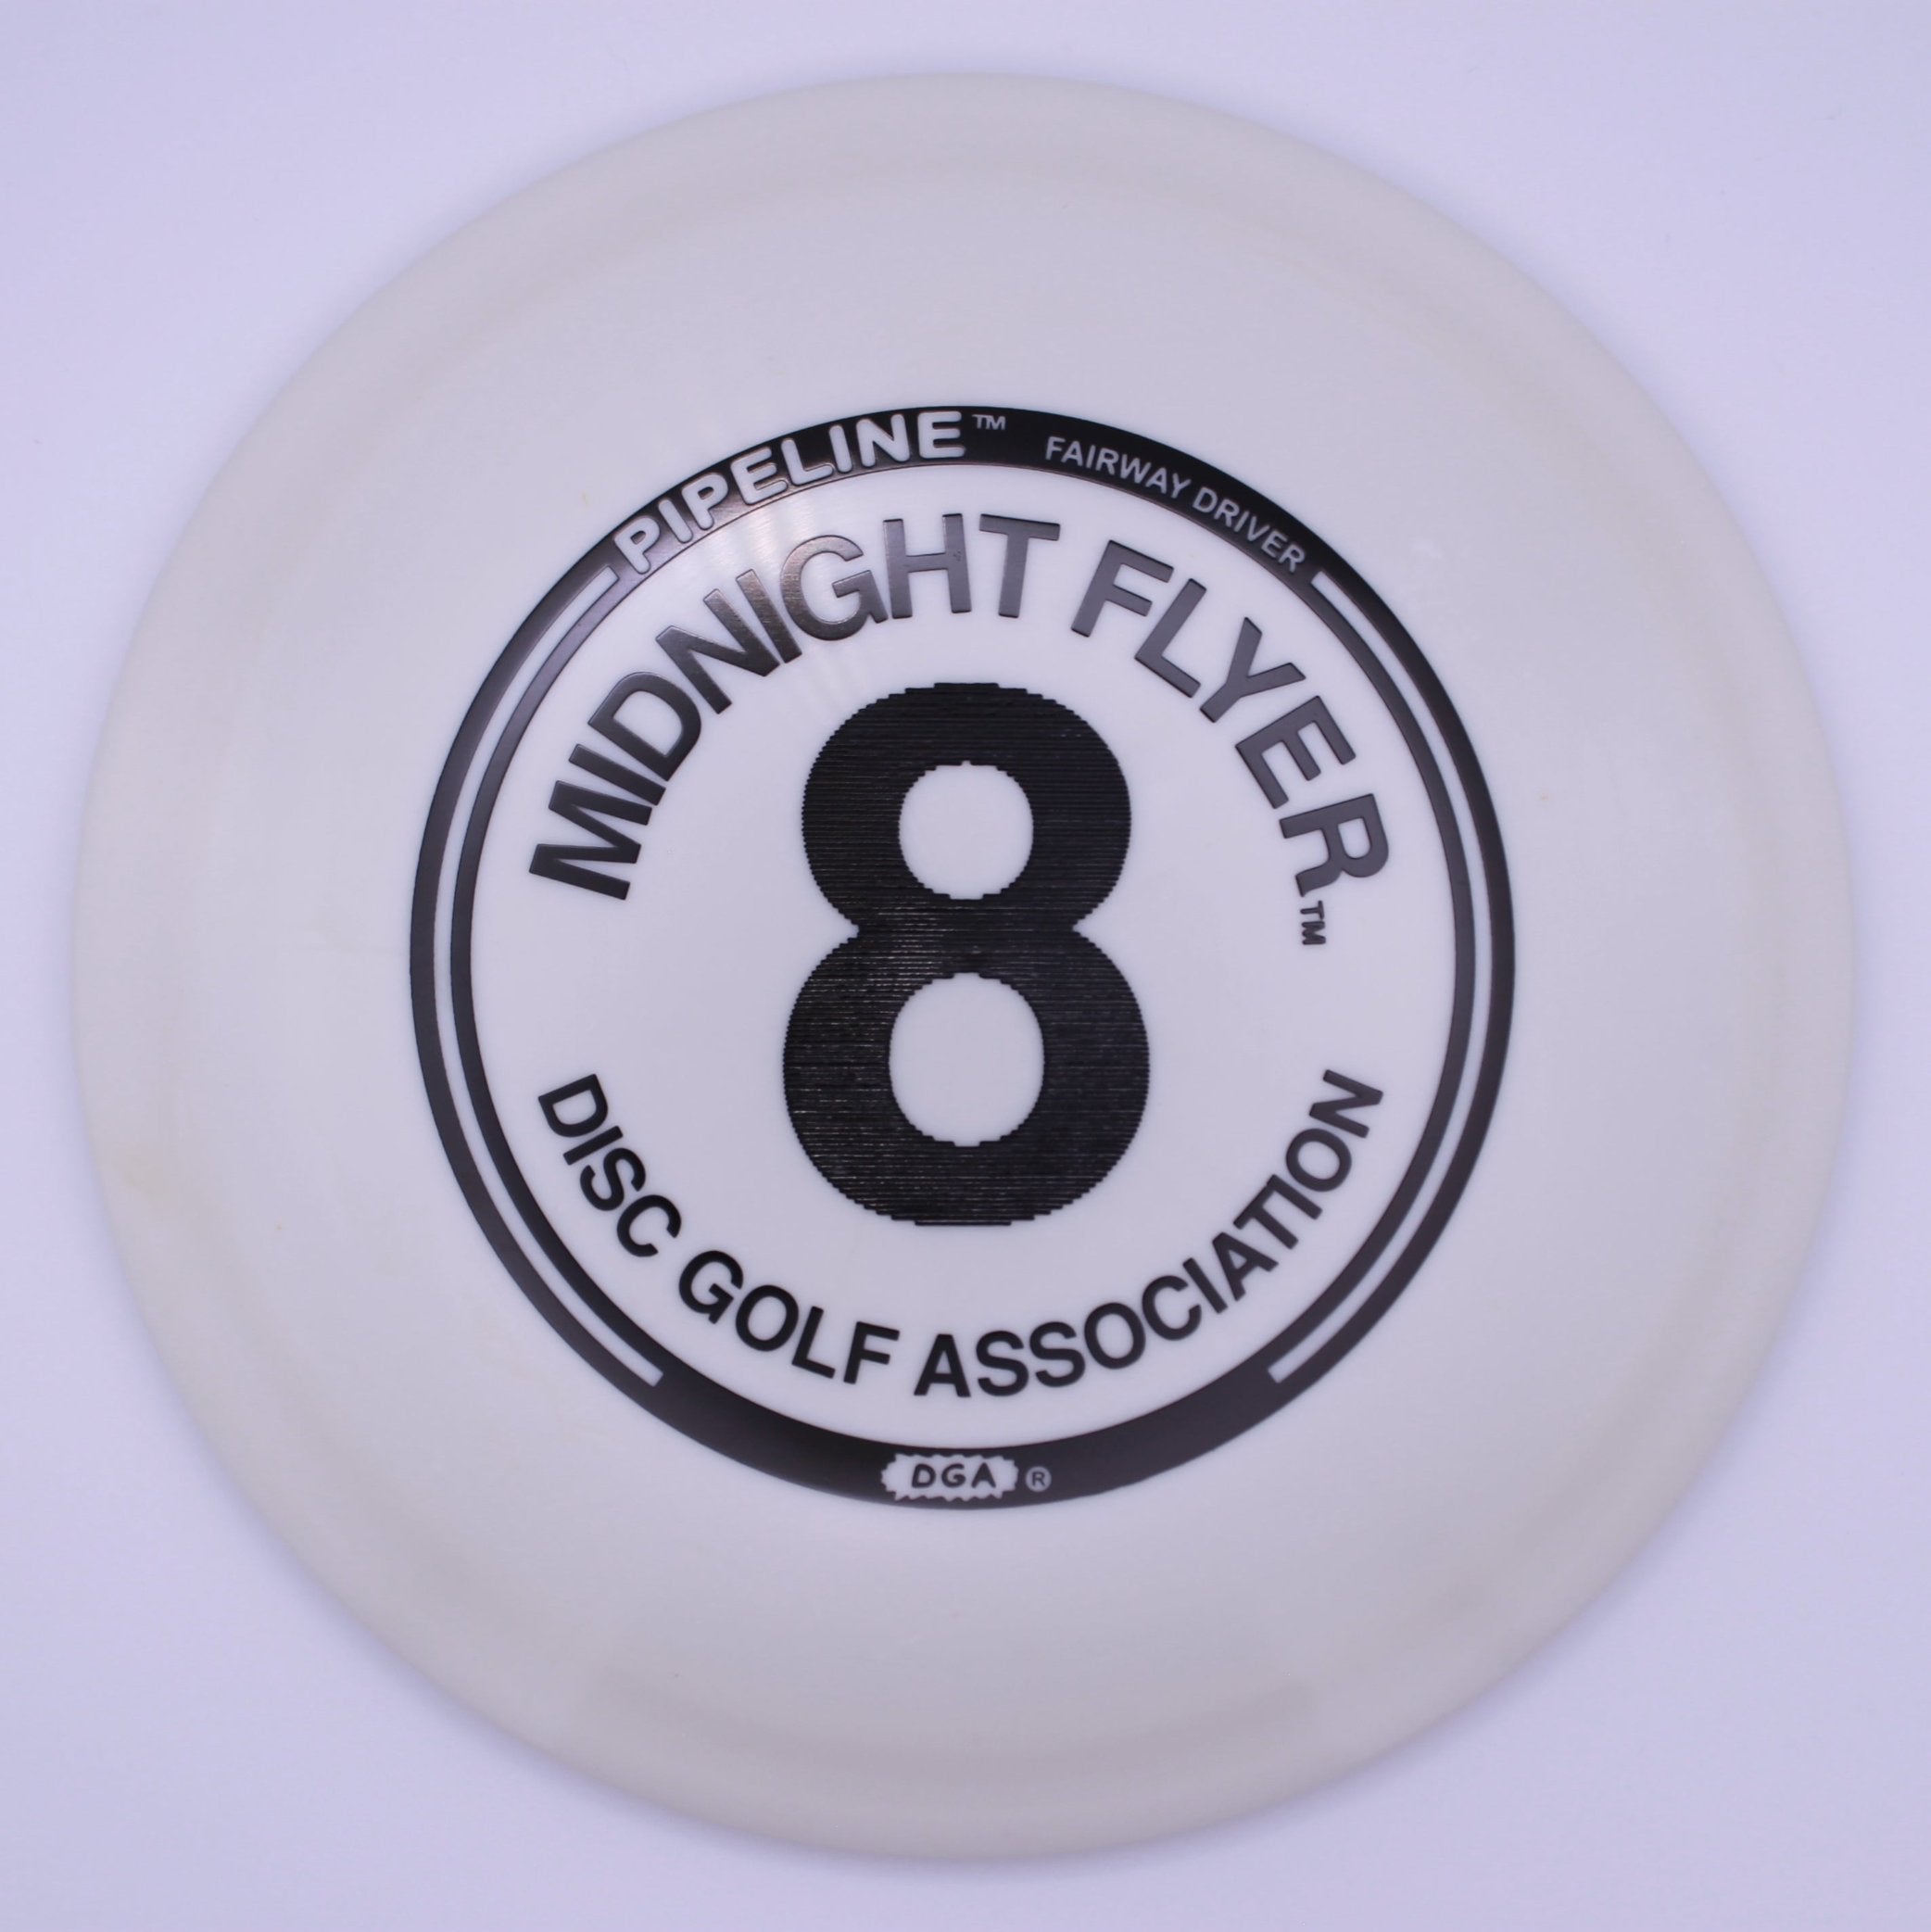 PIPELINE™ FAIRWAY DRIVER
MIDNIGHT FLYER™
8
DISC GOLF ASSOCIATION
DGA ®